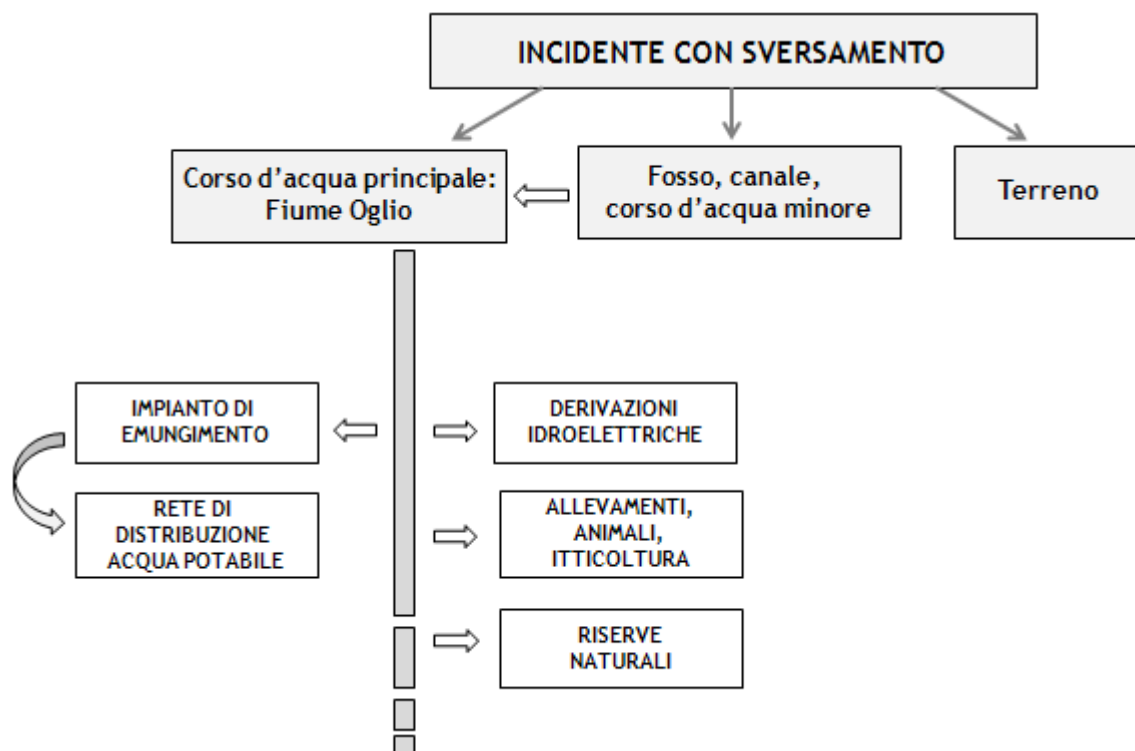 INCIDENTE CON SVERSAMENTO
Corso d'acqua principale:
Fiume Oglio
Fosso, canale,
corso d'acqua minore
Terreno
IMPIANTO DI
EMUNGIMENTO
DERIVAZIONI
IDROELETTRICHE
RETE DI
DISTRIBUZIONE
ACQUA POTABILE
ALLEVAMENTI,
ANIMALI,
ITTICOLTURA
RISERVE
NATURALI